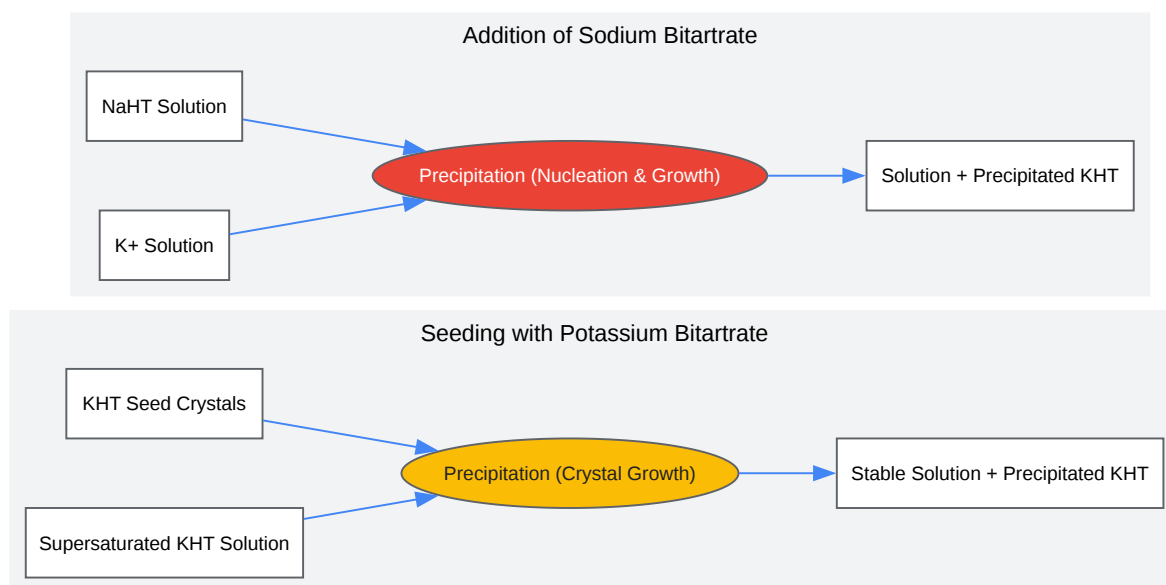 Addition of Sodium Bitartrate
NaHT Solution
Precipitation (Nucleation & Growth)
Solution + Precipitated KHT
K+ Solution
Seeding with Potassium Bitartrate
KHT Seed Crystals
Precipitation (Crystal Growth)
Stable Solution + Precipitated KHT
Supersaturated KHT Solution